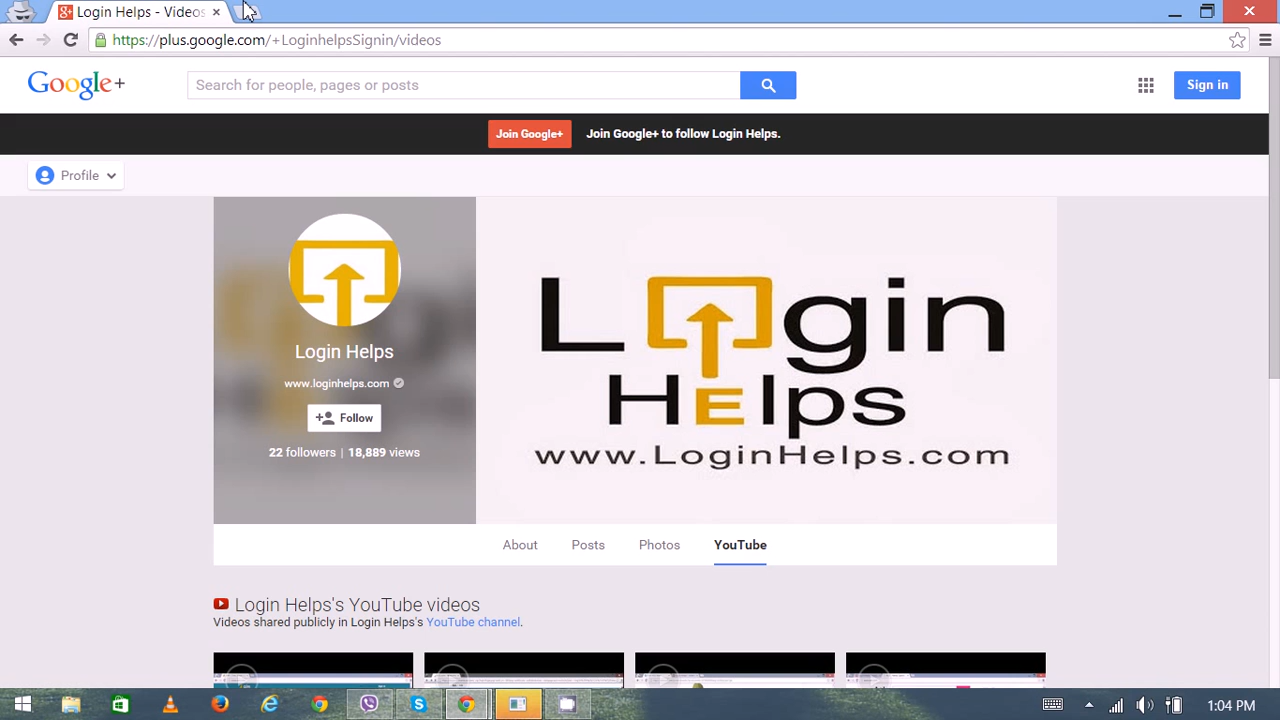 Login Helps - Videos
https://plus.google.com/+LoginhelpsSignin/videos
Google+
Search for people, pages or posts
Sign in
Join Google+
Join Google+ to follow Login Helps.
Profile
Login Helps
www.loginhelps.com
Follow
22 followers | 18,889 views
Login
Helps
www.LoginHelps.com
About
Posts
Photos
YouTube
Login Helps's YouTube videos
Videos shared publicly in Login Helps's YouTube channel.
1:04 PM